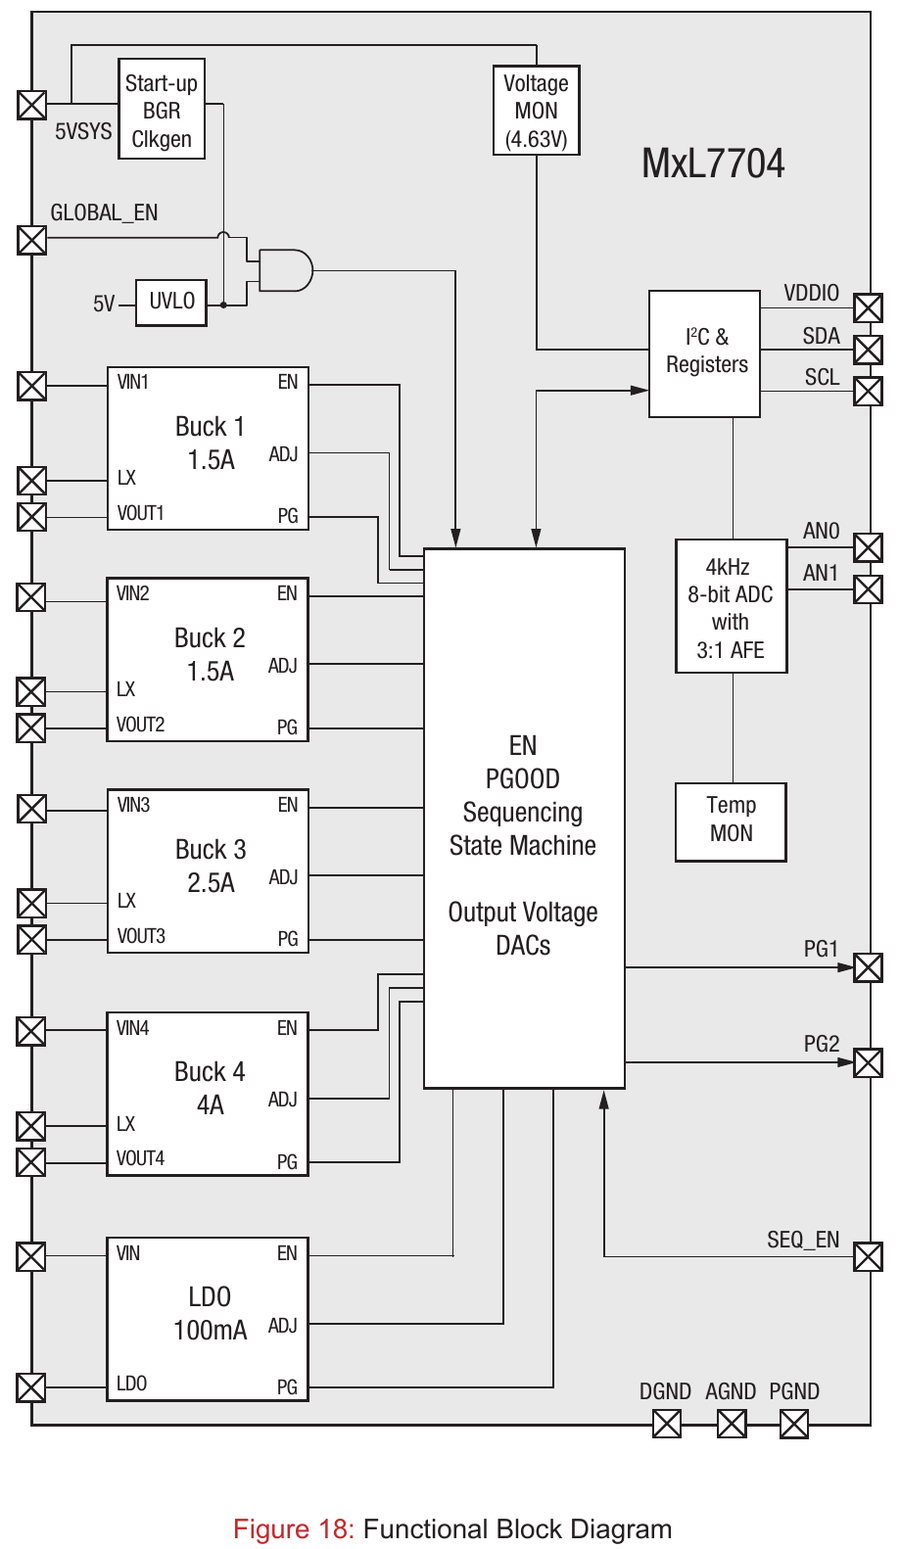 Start-up
BGR
Clkgen
5VSYS
Voltage
MON
(4.63V)
MxL7704
GLOBAL_EN
5V
UVLO
I²C &
Registers
VDDIO
SDA
SCL
VIN1
EN
Buck 1
1.5A
ADJ
LX
VOUT1
PG
AN0
AN1
4kHz
8-bit ADC
with
3:1 AFE
VIN2
EN
Buck 2
1.5A
ADJ
LX
VOUT2
PG
EN
PGOOD
Sequencing
State Machine
Output Voltage
DACs
Temp
MON
VIN3
EN
Buck 3
2.5A
ADJ
LX
VOUT3
PG
PG1
PG2
VIN4
EN
Buck 4
4A
ADJ
LX
VOUT4
PG
SEQ_EN
VIN
EN
LDO
100mA
ADJ
LDO
PG
DGND AGND PGND
Figure 18: Functional Block Diagram